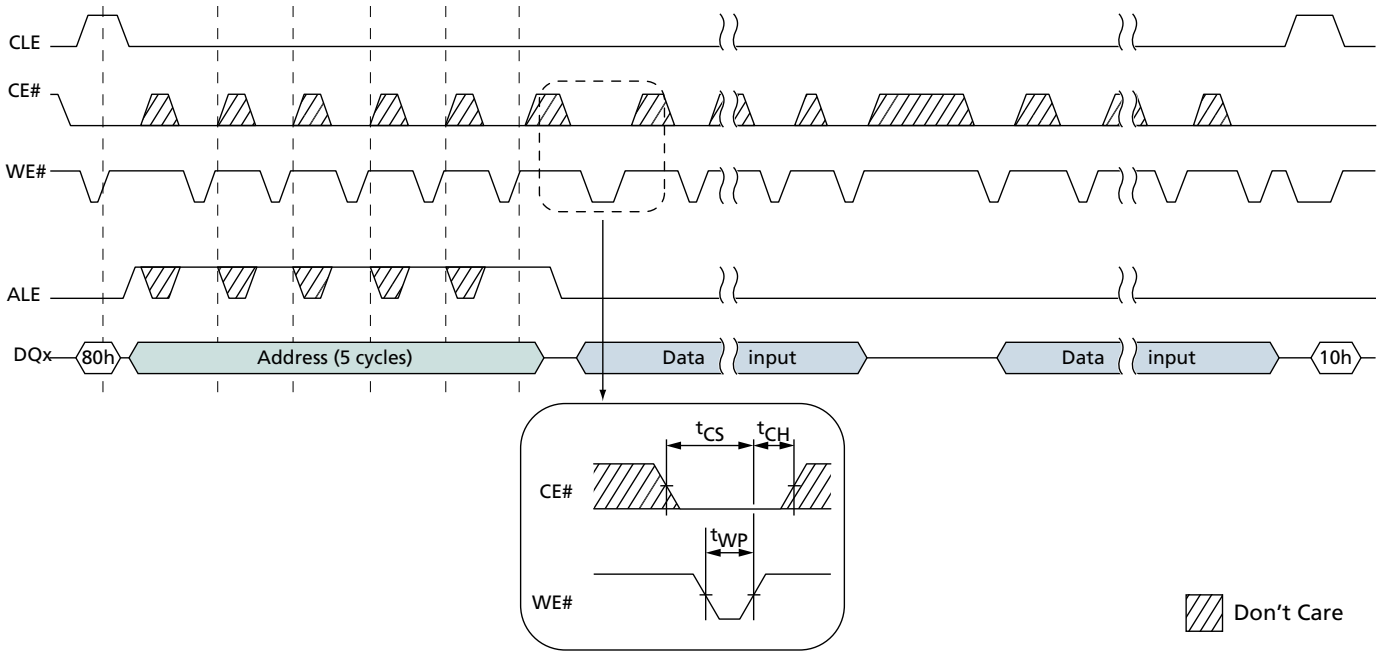 CLE
CE#
WE#
ALE
DQx 80h Address (5 cycles) Data input Data input 10h
tCS tCH
CE#
tWP
WE#
Don't Care